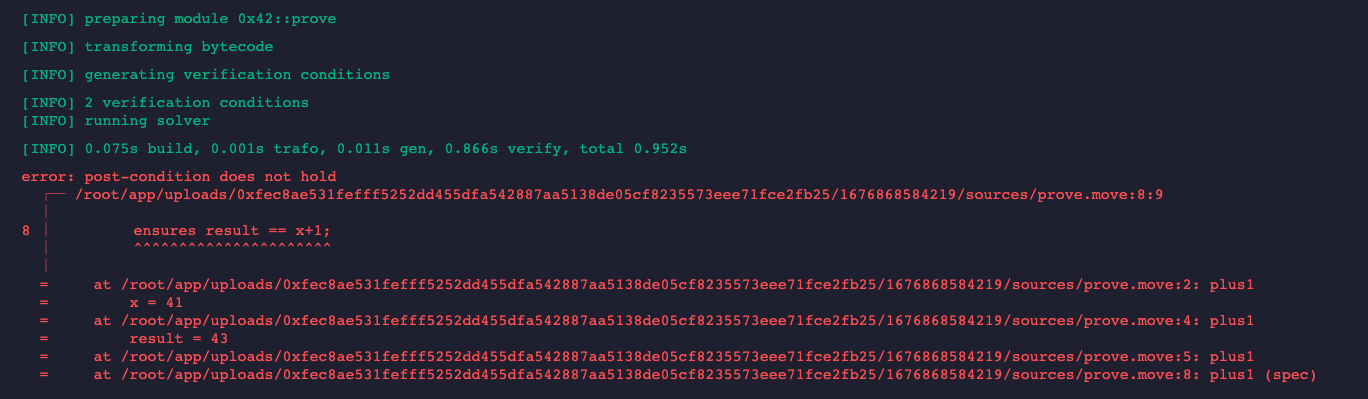 [INFO] preparing module 0x42::prove
[INFO] transforming bytecode
[INFO] generating verification conditions
[INFO] 2 verification conditions
[INFO] running solver
[INFO] 0.075s build, 0.001s trafo, 0.011s gen, 0.866s verify, total 0.952s
error: post-condition does not hold
┌── /root/app/uploads/0xfec8ae531fefff5252dd455dfa542887aa5138de05cf8235573eee71fce2fb25/1676868584219/sources/prove.move:8:9
│
8 │         ensures result == x+1;
│         ^^^^^^^^^^^^^^^^^^^^^^
│
=     at /root/app/uploads/0xfec8ae531fefff5252dd455dfa542887aa5138de05cf8235573eee71fce2fb25/1676868584219/sources/prove.move:2: plus1
=         x = 41
=     at /root/app/uploads/0xfec8ae531fefff5252dd455dfa542887aa5138de05cf8235573eee71fce2fb25/1676868584219/sources/prove.move:4: plus1
=         result = 43
=     at /root/app/uploads/0xfec8ae531fefff5252dd455dfa542887aa5138de05cf8235573eee71fce2fb25/1676868584219/sources/prove.move:5: plus1
=     at /root/app/uploads/0xfec8ae531fefff5252dd455dfa542887aa5138de05cf8235573eee71fce2fb25/1676868584219/sources/prove.move:8: plus1 (spec)